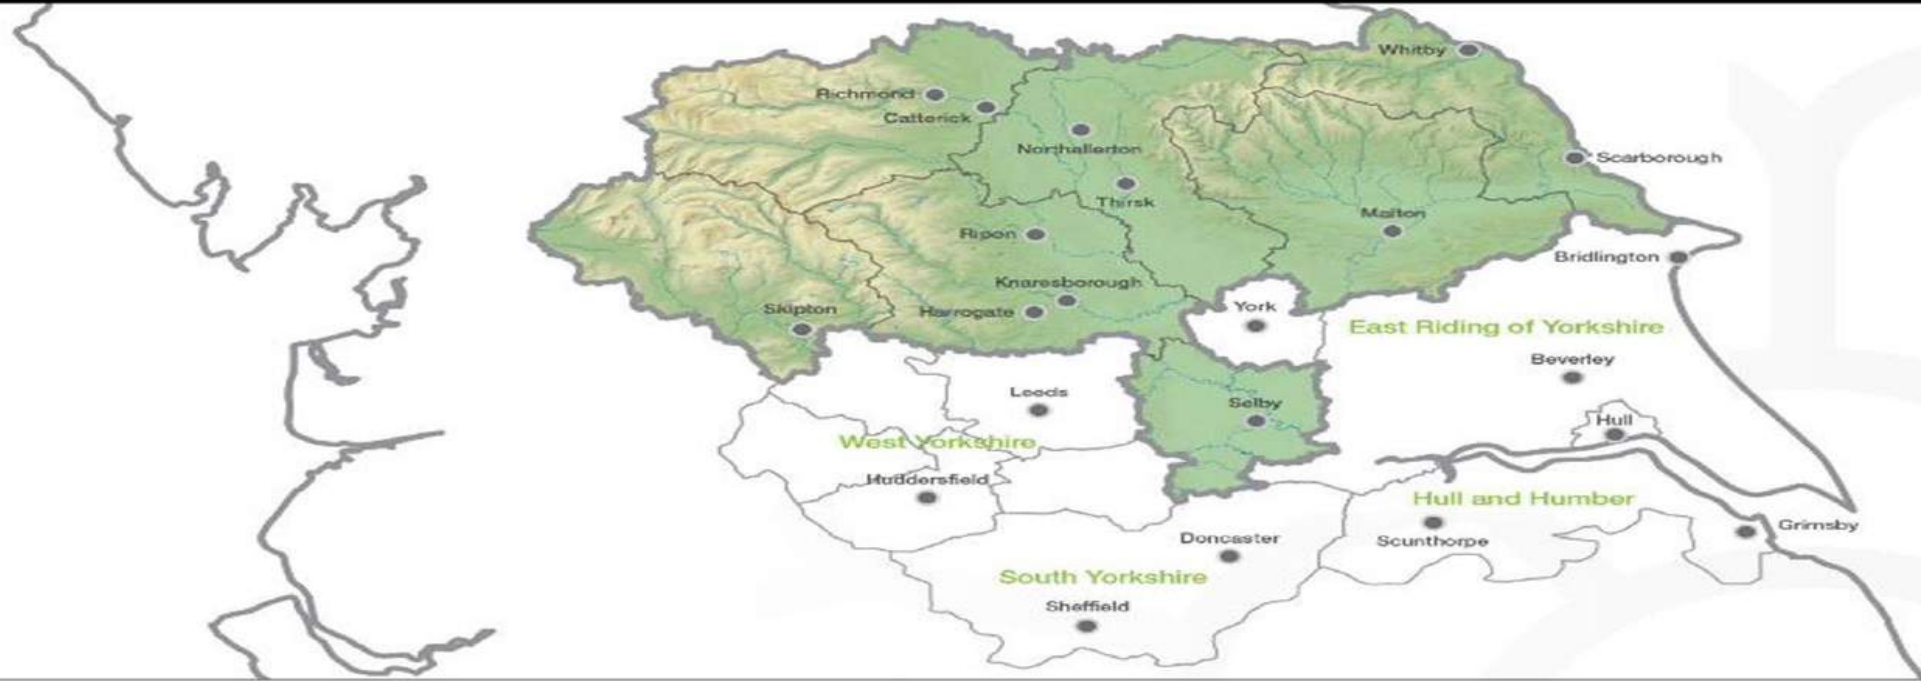 Whitby
Richmond
Catterick
Northallerton
Scarborough
Thirsk
Malton
Ripon
Bridlington
Knaresborough
Skipton
Harrogate
York
East Riding of Yorkshire
Beverley
Leeds
Selby
Hull
West Yorkshire
Huddersfield
Hull and Humber
Grimsby
Doncaster
Scunthorpe
South Yorkshire
Sheffield